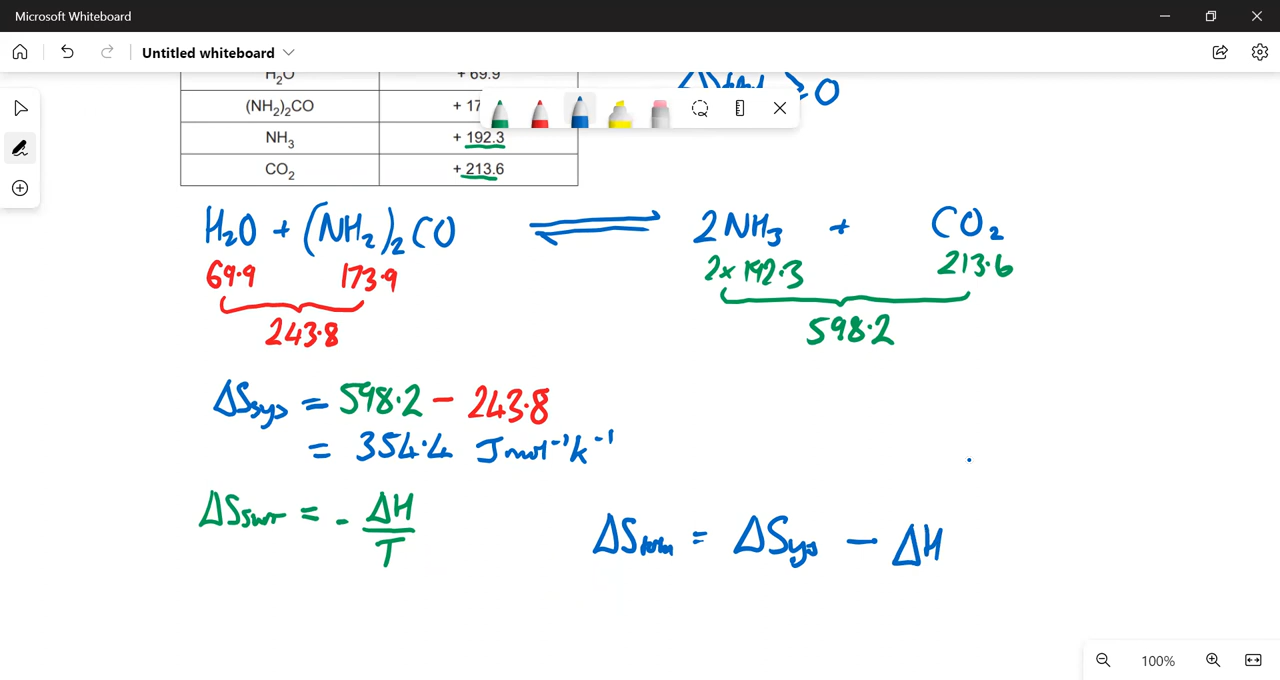 Microsoft Whiteboard
Untitled whiteboard
H₂O + 69.9
(NH₂)₂CO + 17
NH₃ + 192.3
CO₂ + 213.6
> 0
H₂O + (NH₂)₂CO ⇌ 2NH₃ + CO₂
69.9 173.9 2 x 192.3 213.6
243.8 598.2
ΔSsys = 598.2 - 243.8
= 354.4 Jmol⁻¹K⁻¹
ΔSsurr = - ΔH
T
ΔS = ΔSsys - ΔH
100%